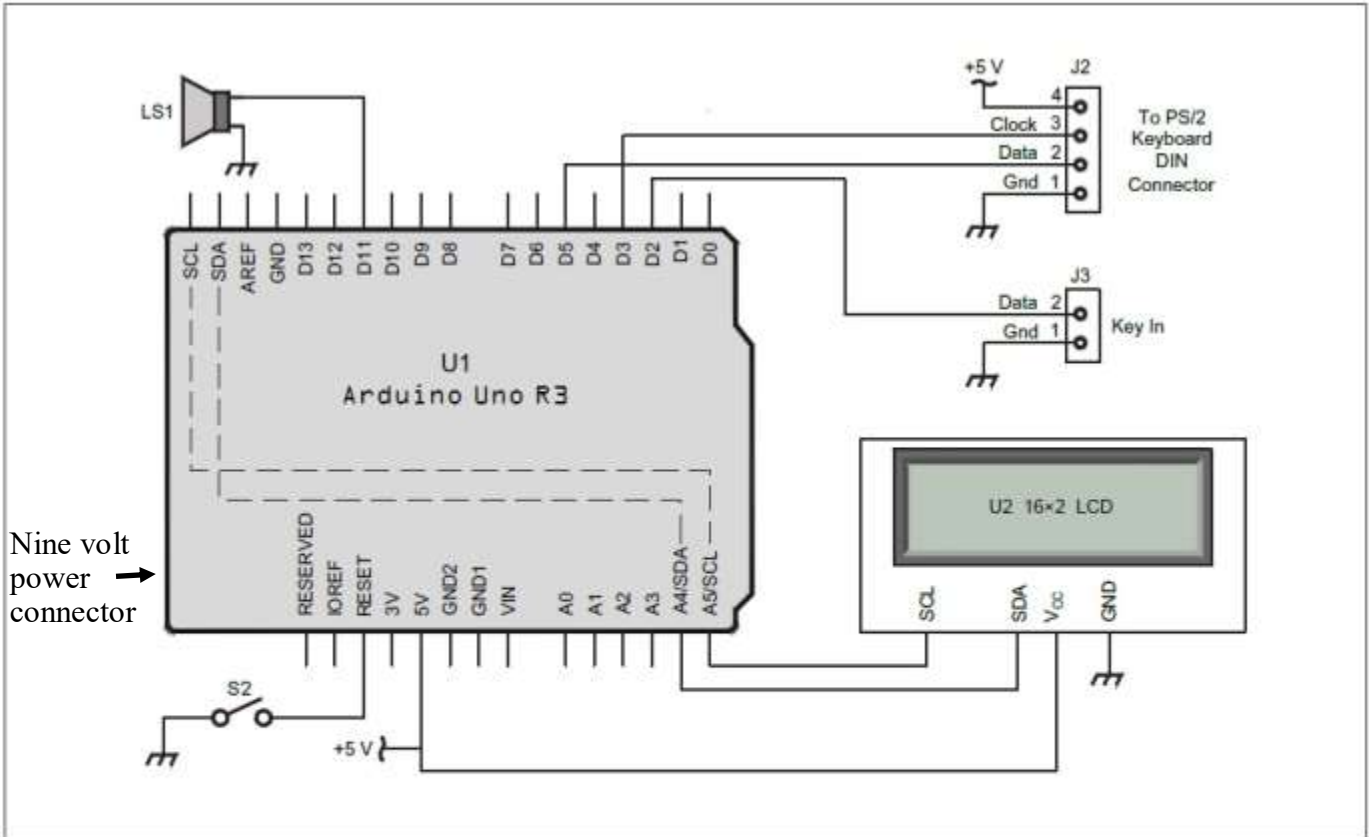 LS1
+5 V
J2
4
Clock 3
Data 2
Gnd 1
To PS/2
Keyboard
DIN
Connector
SCL
SDA
AREF
GND
D13
D12
D11
D10
D9
D8
D7
D6
D5
D4
D3
D2
D1
D0
J3
Data 2
Gnd 1
Key In
U1
Arduino Uno R3
U2 16×2 LCD
Nine volt
power
connector
RESERVED
IOREF
RESET
3V
5V
GND2
GND1
VIN
A0
A1
A2
A3
A4/SDA
A5/SCL
SCL
SDA
VCC
GND
S2
+5 V